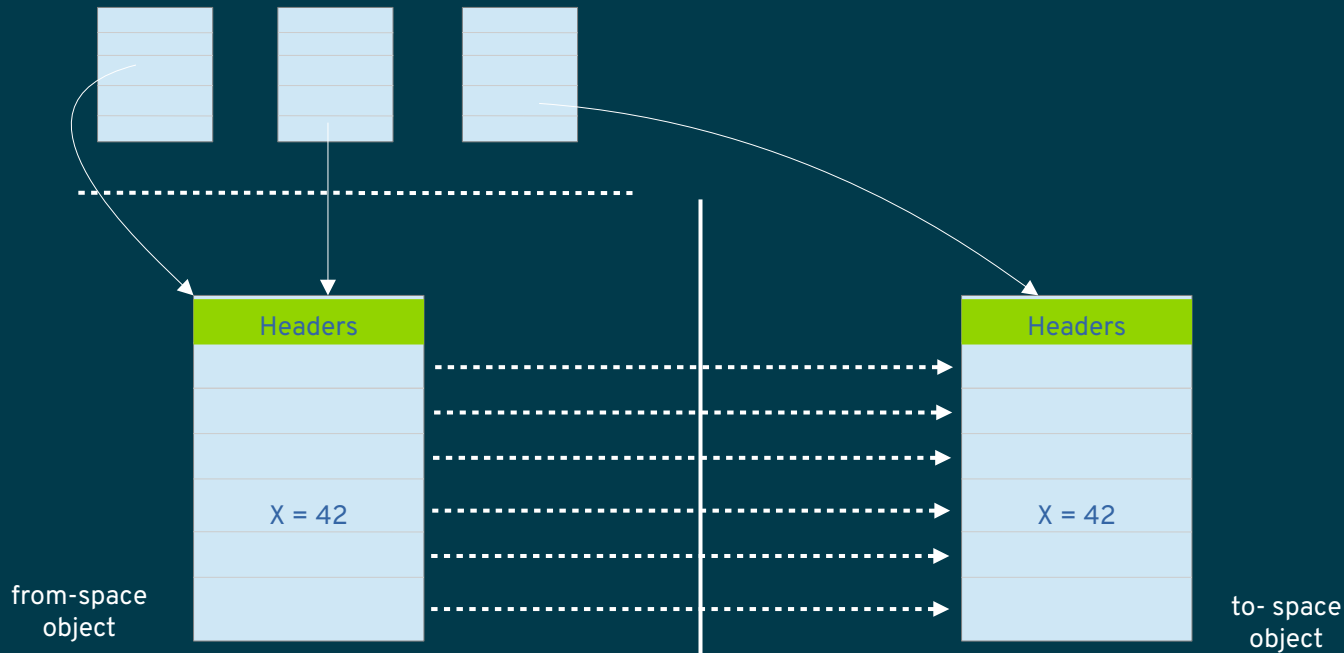 Headers
Headers
X = 42
X = 42
from-space
object
to- space
object